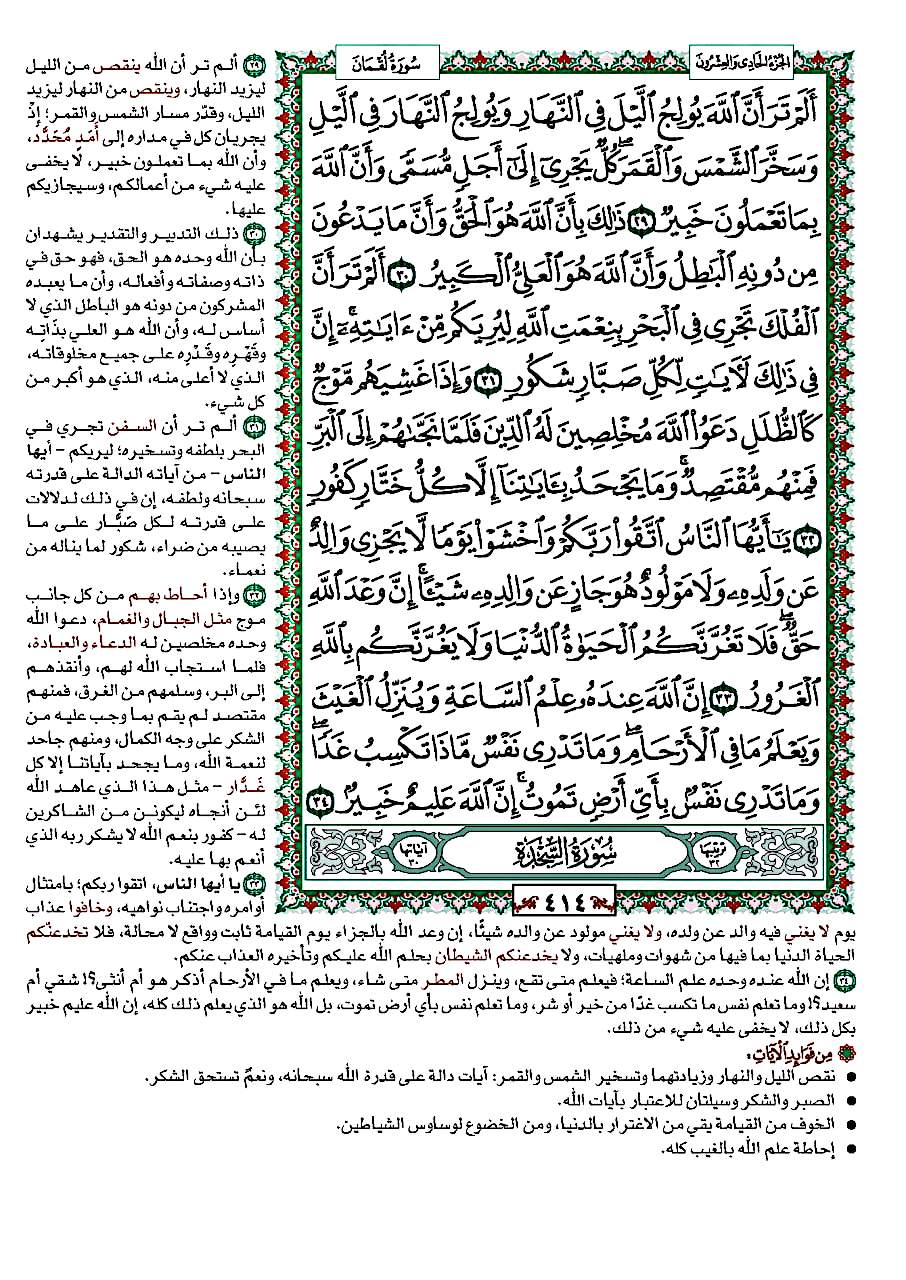 الجزء الحادي والعشرون
سورة لقمان
أَلَمْ تَرَ أَنَّ ٱللَّهَ يُولِجُ ٱلَّيْلَ فِى ٱلنَّهَارِ وَيُولِجُ ٱلنَّهَارَ فِى ٱلَّيْلِ
وَسَخَّرَ ٱلشَّمْسَ وَٱلْقَمَرَ كُلٌّ يَجْرِىٓ إِلَىٰٓ أَجَلٍ مُّسَمًّى وَأَنَّ ٱللَّهَ
بِمَا تَعْمَلُونَ خَبِيرٌ ٢٩ ذَٰلِكَ بِأَنَّ ٱللَّهَ هُوَ ٱلْحَقُّ وَأَنَّ مَا يَدْعُونَ
مِن دُونِهِ ٱلْبَٰطِلُ وَأَنَّ ٱللَّهَ هُوَ ٱلْعَلِىُّ ٱلْكَبِيرُ ٣٠ أَلَمْ تَرَ أَنَّ
ٱلْفُلْكَ تَجْرِى فِى ٱلْبَحْرِ بِنِعْمَتِ ٱللَّهِ لِيُرِيَكُم مِّنْ ءَايَٰتِهِۦٓ ۚ إِنَّ
فِى ذَٰلِكَ لَءَايَٰتٍ لِّكُلِّ صَبَّارٍ شَكُورٍ ٣١ وَإِذَا غَشِيَهُم مَّوْجٌ
كَٱلظُّلَلِ دَعَوُا۟ ٱللَّهَ مُخْلِصِينَ لَهُ ٱلدِّينَ فَلَمَّا نَجَّىٰهُمْ إِلَى ٱلْبَرِّ
فَمِنْهُم مُّقْتَصِدٌ ۚ وَمَا يَجْحَدُ بِـَٔايَٰتِنَآ إِلَّا كُلُّ خَتَّارٍ كَفُورٍ
٣٢ يَٰٓأَيُّهَا ٱلنَّاسُ ٱتَّقُوا۟ رَبَّكُمْ وَٱخْشَوْا۟ يَوْمًا لَّا يَجْزِى وَالِدٌ
عَن وَلَدِهِۦ وَلَا مَوْلُودٌ هُوَ جَازٍ عَن وَالِدِهِۦ شَيْـًٔا ۚ إِنَّ وَعْدَ ٱللَّهِ
حَقٌّ ۖ فَلَا تَغُرَّنَّكُمُ ٱلْحَيَوٰةُ ٱلدُّنْيَا وَلَا يَغُرَّنَّكُم بِٱللَّهِ
ٱلْغَرُورُ ٣٣ إِنَّ ٱللَّهَ عِندَهُۥ عِلْمُ ٱلسَّاعَةِ وَيُنَزِّلُ ٱلْغَيْثَ
وَيَعْلَمُ مَا فِى ٱلْأَرْحَامِ ۖ وَمَا تَدْرِى نَفْسٌ مَّاذَا تَكْسِبُ غَدًا ۖ
وَمَا تَدْرِى نَفْسٌۢ بِأَىِّ أَرْضٍ تَمُوتُ ۚ إِنَّ ٱللَّهَ عَلِيمٌ خَبِيرٌۢ ٣٤
ترتيبها ٣٢
سورة السجدة
آياتها ٣٠
٤١٤
٢٩ ألم تر أن الله ينقص من الليل
ليزيد النهار، وينقص من النهار ليزيد
الليل، وقدّر مسار الشمس والقمر؛ إذْ
يجريان كل في مداره إلى أَمَدٍ مُحَدَّد،
وأن الله بما تعملون خبير، لا يخفى
عليه شيء من أعمالكم، وسيجازيكم
عليها.
٣٠ ذلك التدبير والتقدير يشهدان
بأن الله وحده هو الحق، فهو حق في
ذاته وصفاته وأفعاله، وأن ما يعبده
المشركون من دونه هو الباطل الذي لا
أساس له، وأن الله هو العلي بذاتِه
وقَهْرِه وقَدْرِه على جميع مخلوقاته،
الذي لا أعلى منه، الذي هو أكبر من
كل شيء.
٣١ ألم تر أن السفن تجري في
البحر بلطفه وتسخيره؛ ليريكم – أيها
الناس – من آياته الدالة على قدرته
سبحانه ولطفه، إن في ذلك لدلالات
على قدرته لكل صَبَّار على ما
يصيبه من ضراء، شكور لما يناله من
نعماء.
٣٢ وإذا أحاط بهم من كل جانب
موج مثل الجبال والغمام، دعوا الله
وحده مخلصين له الدعاء والعبادة،
فلما استجاب الله لهم، وأنقذهم
إلى البر، وسلمهم من الغرق، فمنهم
مقتصد لم يقم بما وجب عليه من
الشكر على وجه الكمال، ومنهم جاحد
لنعمة الله، وما يجحد بآياتنا إلا كل
غَدَّار – مثل هذا الذي عاهد الله
لئن أنجاه ليكونن من الشاكرين
له – كفور بنعم الله لا يشكر ربه الذي
أنعم بها عليه.
٣٣ يا أيها الناس، اتقوا ربكم؛ بامتثال
أوامره واجتناب نواهيه، وخافوا عذاب
يوم لا يغني فيه والد عن ولده، ولا يغني مولود عن والده شيئًا، إن وعد الله بالجزاء يوم القيامة ثابت وواقع لا محالة، فلا تخدعنكم
الحياة الدنيا بما فيها من شهوات وملهيات، ولا يخدعنكم الشيطان بحلم الله عليكم وتأخيره العذاب عنكم.
٣٤ إن الله عنده وحده علم الساعة؛ فيعلم متى تقع، وينزل المطر متى شاء، ويعلم ما في الأرحام أذكر هو أم أنثى؟! شقي أم
سعيد؟! وما تعلم نفس ما تكسب غدًا من خير أو شر، وما تعلم نفس بأي أرض تموت، بل الله هو الذي يعلم ذلك كله، إن الله عليم خبير
بكل ذلك، لا يخفى عليه شيء من ذلك.
من فوائد الآيات:
● نقص الليل والنهار وزيادتهما وتسخير الشمس والقمر: آيات دالة على قدرة الله سبحانه، ونعمٌ تستحق الشكر.
● الصبر والشكر وسيلتان للاعتبار بآيات الله.
● الخوف من القيامة يقي من الاغترار بالدنيا، ومن الخضوع لوساوس الشياطين.
● إحاطة علم الله بالغيب كله.